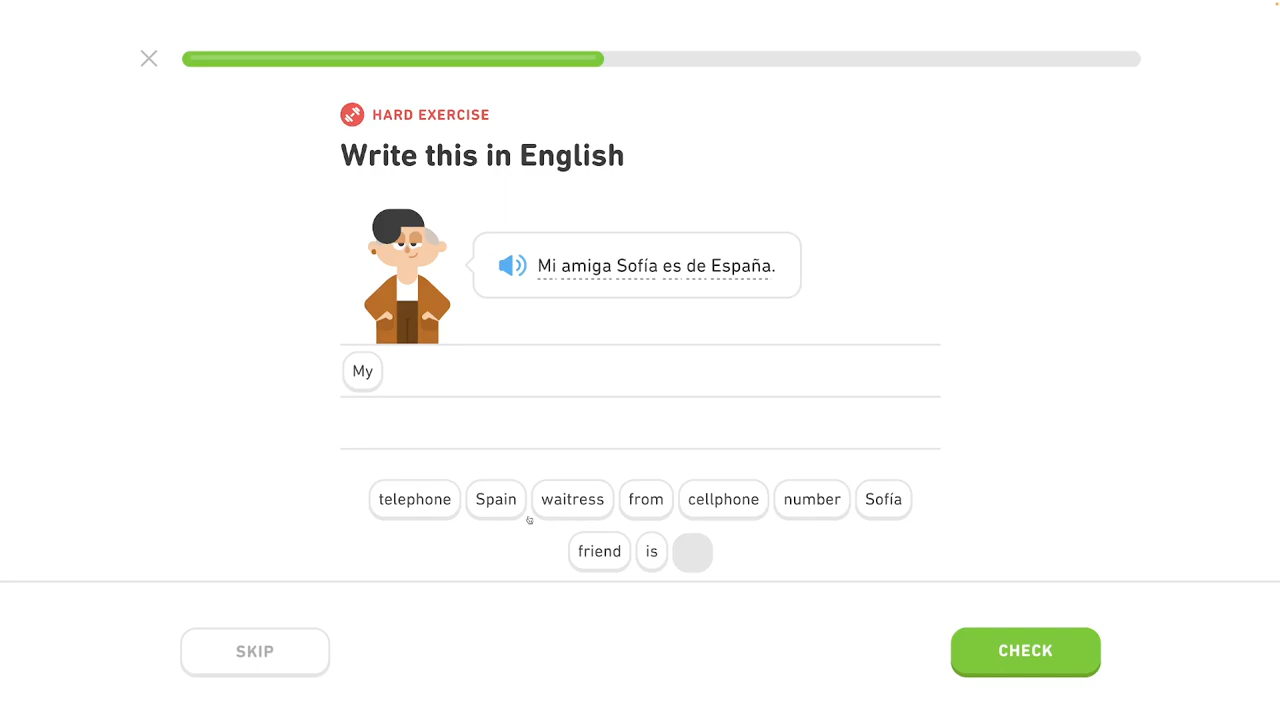 HARD EXERCISE
Write this in English
Mi amiga Sofía es de España.
My
telephone Spain waitress from cellphone number Sofía
friend is
SKIP CHECK